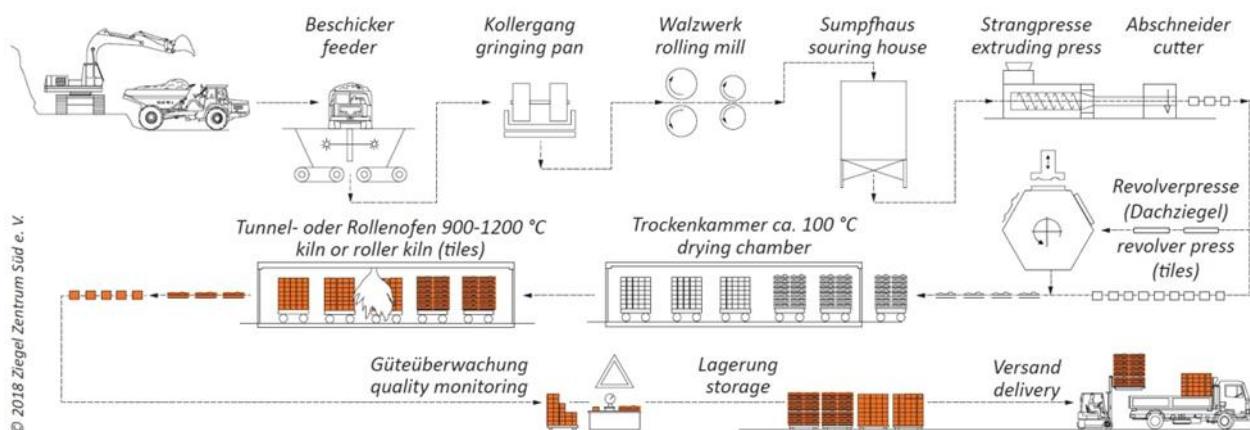 Beschicker
feeder
Kollergang
gringing pan
Walzwerk
rolling mill
Sumpfhaus
souring house
Strangpresse
extruding press
Abschneider
cutter
Revolverpresse
(Dachziegel)
revolver press
(tiles)
Tunnel- oder Rollenofen 900-1200 °C
kiln or roller kiln (tiles)
Trockenkammer ca. 100 °C
drying chamber
Güteüberwachung
quality monitoring
Lagerung
storage
Versand
delivery
© 2018 Ziegel Zentrum Süd e. V.